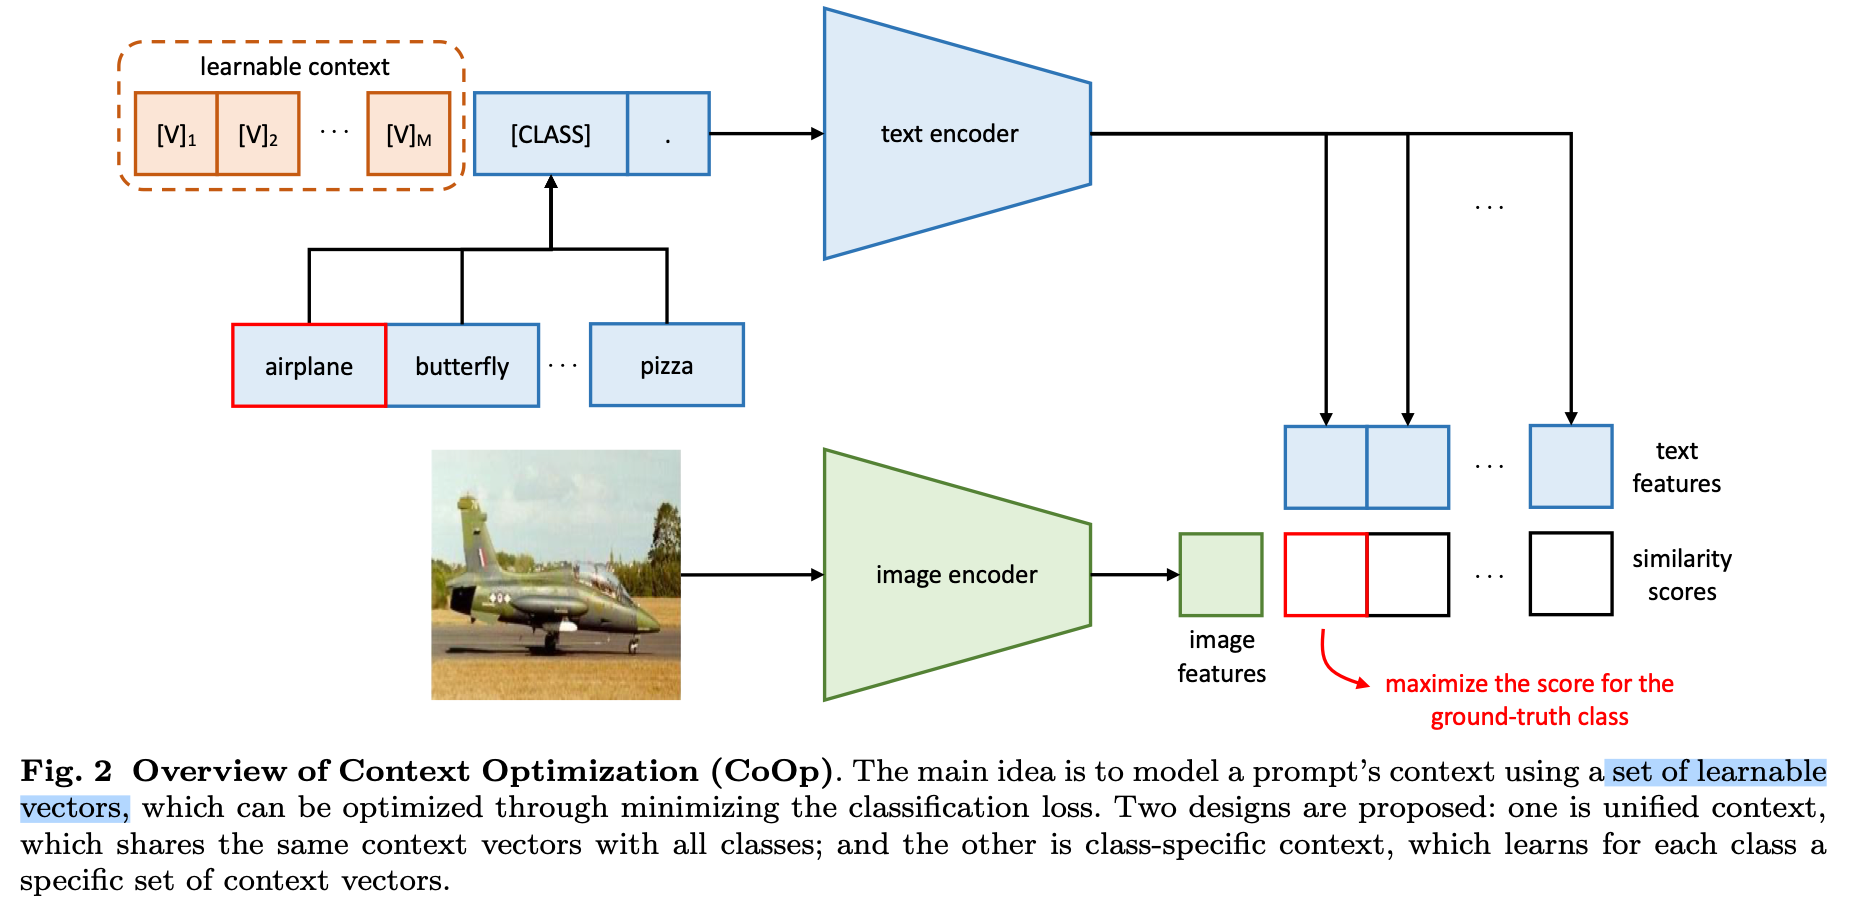 learnable context
[V]₁ [V]₂ ··· [V]M [CLASS] .
text encoder
···
airplane butterfly ··· pizza
text
features
···
image encoder
similarity
scores
···
image
features
maximize the score for the
ground-truth class
Fig. 2 Overview of Context Optimization (CoOp). The main idea is to model a prompt's context using a set of learnable
vectors, which can be optimized through minimizing the classification loss. Two designs are proposed: one is unified context,
which shares the same context vectors with all classes; and the other is class-specific context, which learns for each class a
specific set of context vectors.